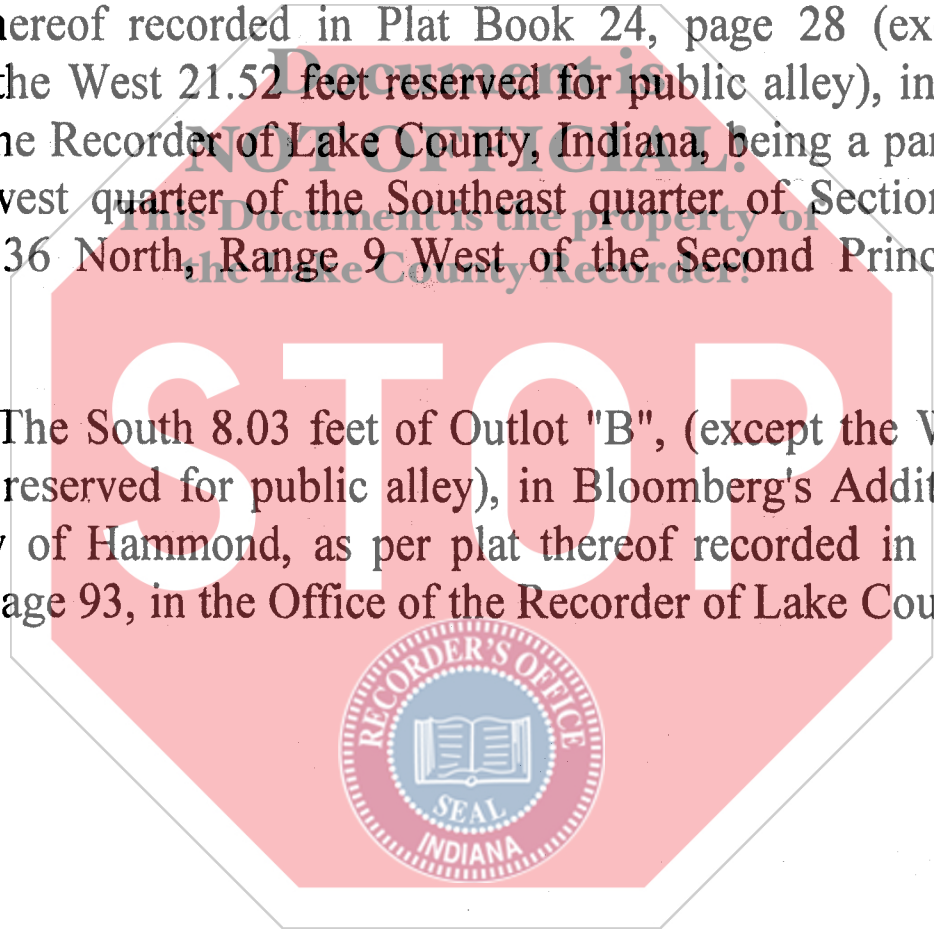 hereof recorded in Plat Book 24, page 28 (ex
the West 21.52 feet reserved for public alley), in
he Recorder of Lake County, Indiana, being a par
west quarter of the Southeast quarter of Section
36 North, Range 9 West of the Second Princ
Document is
NOT OFFICIAL!
This Document is the property of
the Lake County Recorder!
STOP
The South 8.03 feet of Outlot "B", (except the W
reserved for public alley), in Bloomberg's Addit
y of Hammond, as per plat thereof recorded in
age 93, in the Office of the Recorder of Lake Cou
RECORDER'S OFFICE
SEAL
INDIANA